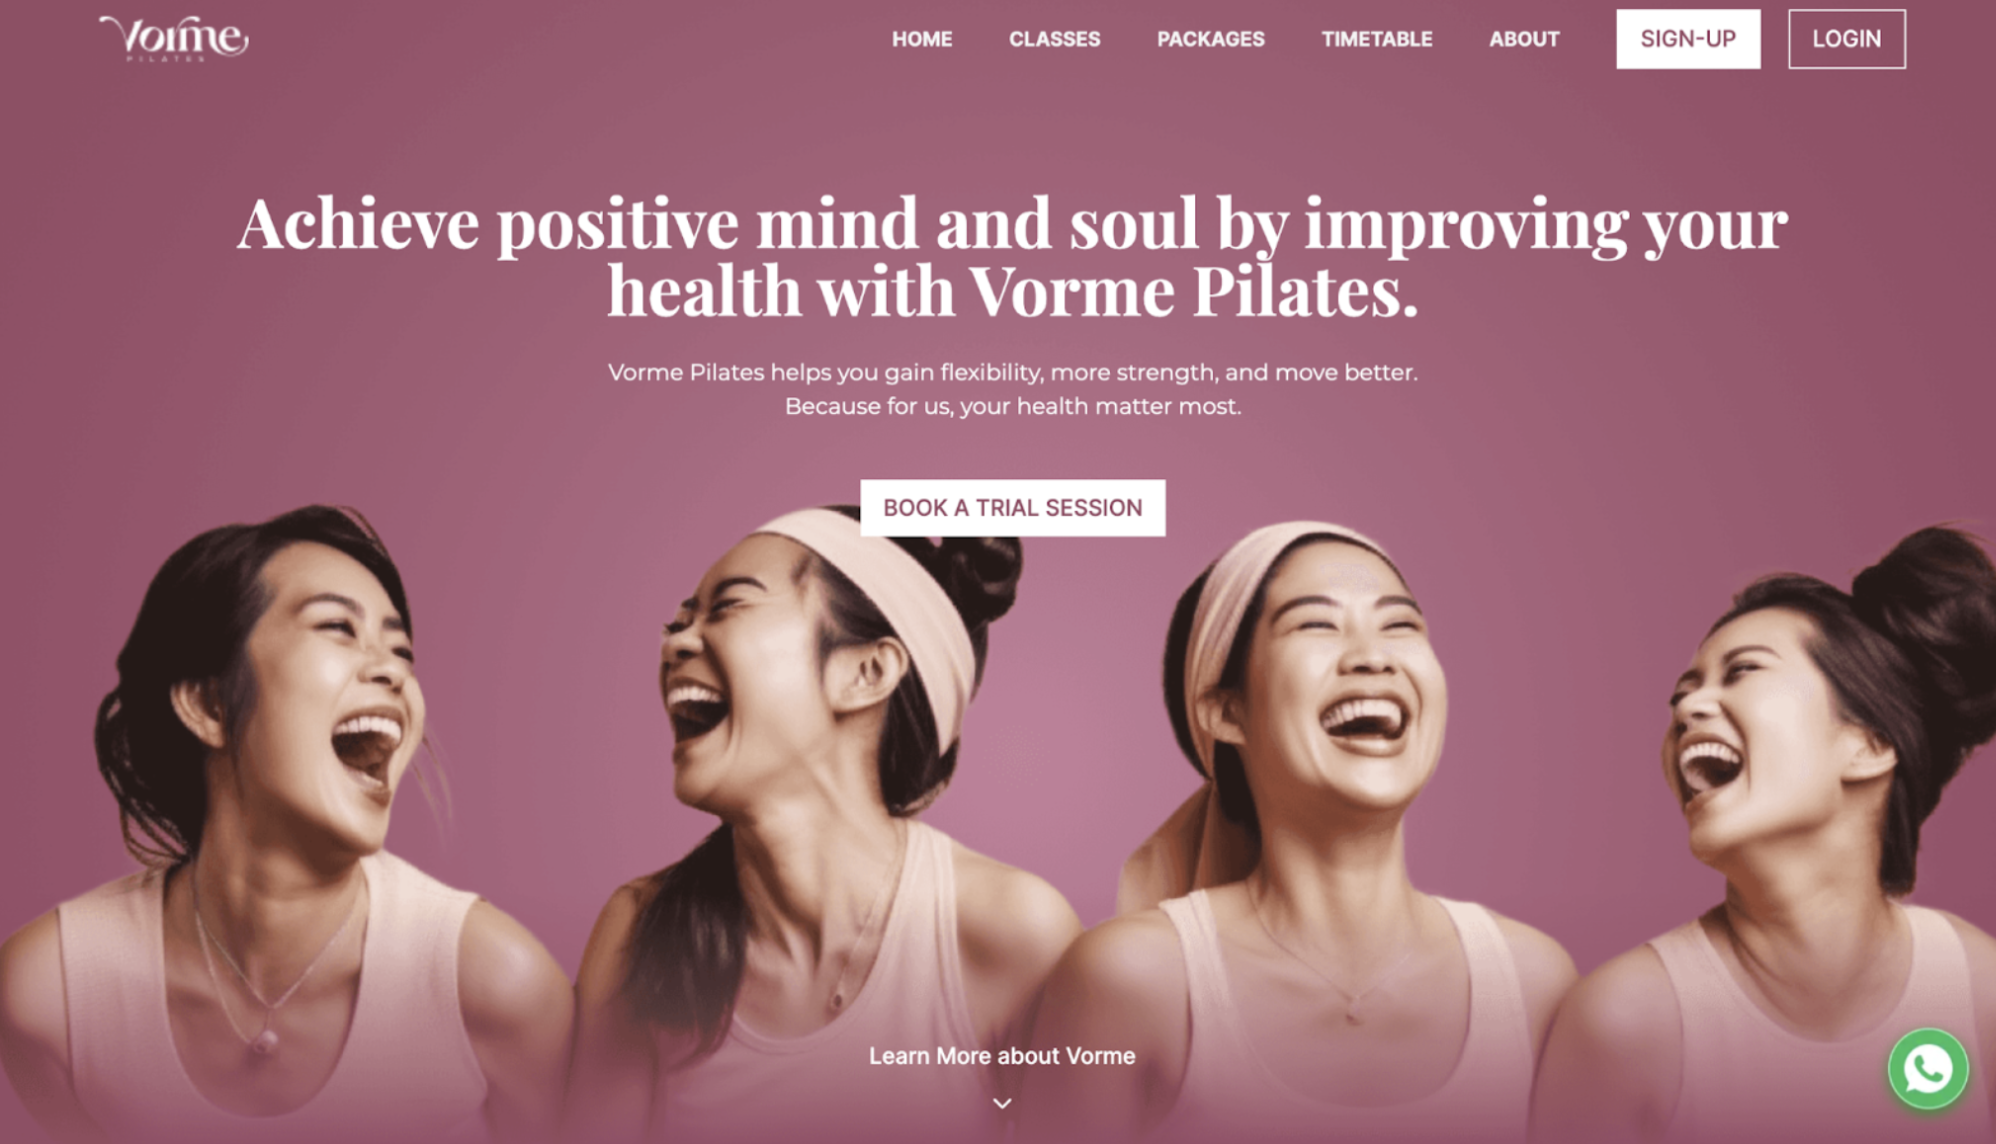 Vorme
PILATES
HOME CLASSES PACKAGES TIMETABLE ABOUT SIGN-UP LOGIN
Achieve positive mind and soul by improving your
health with Vorme Pilates.
Vorme Pilates helps you gain flexibility, more strength, and move better.
Because for us, your health matter most.
BOOK A TRIAL SESSION
Learn More about Vorme